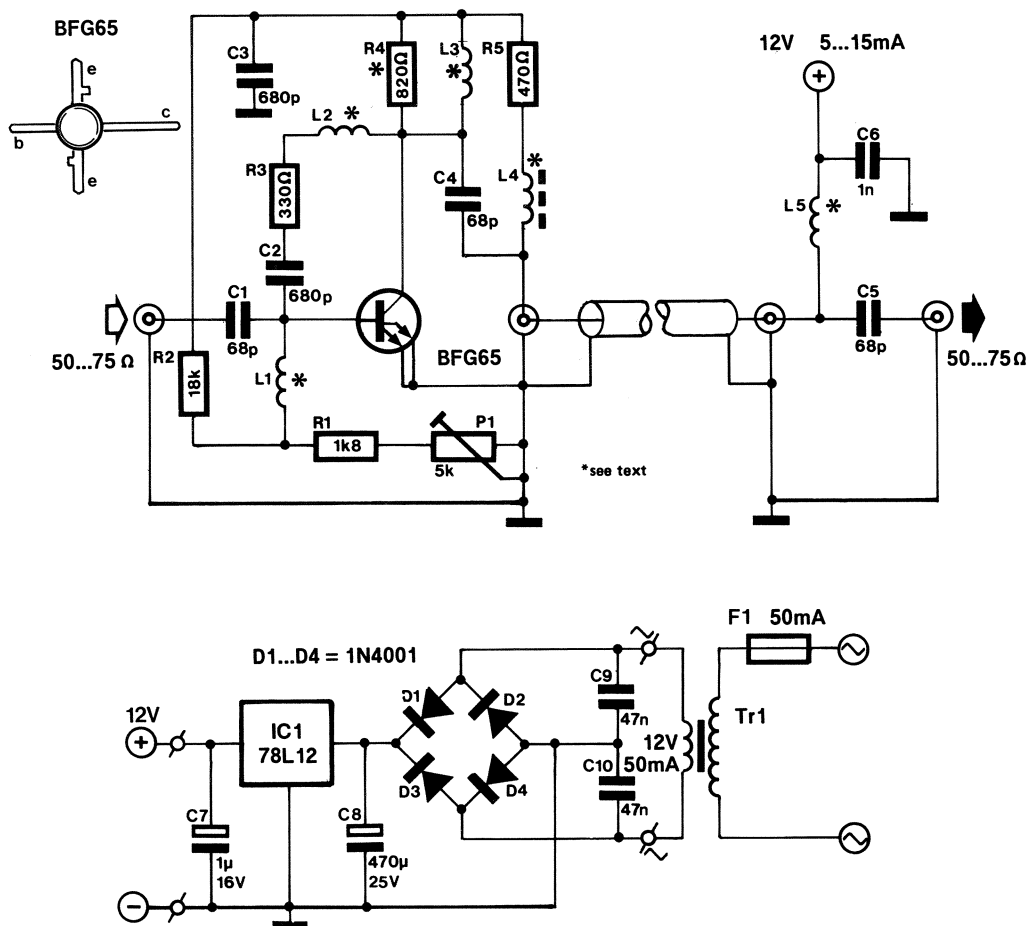 BFG65
e
b
c
e
C3
680p
R4
*
820Ω
L3
*
R5
470Ω
12V 5...15mA
+
L2 *
R3
330Ω
C4
68p
L4
*
C6
1n
L5 *
C2
680p
C1
68p
50...75 Ω
R2
18k
BFG65
C5
68p
50...75 Ω
L1 *
R1
1k8
P1
5k
*see text
F1 50mA
D1...D4 = 1N4001
12V
+
IC1
78L12
D1
D2
D3
D4
C9
47n
~
12V
50mA
Tr1
C10
47n
~
~
~
C7
1µ
16V
C8
470µ
25V
−